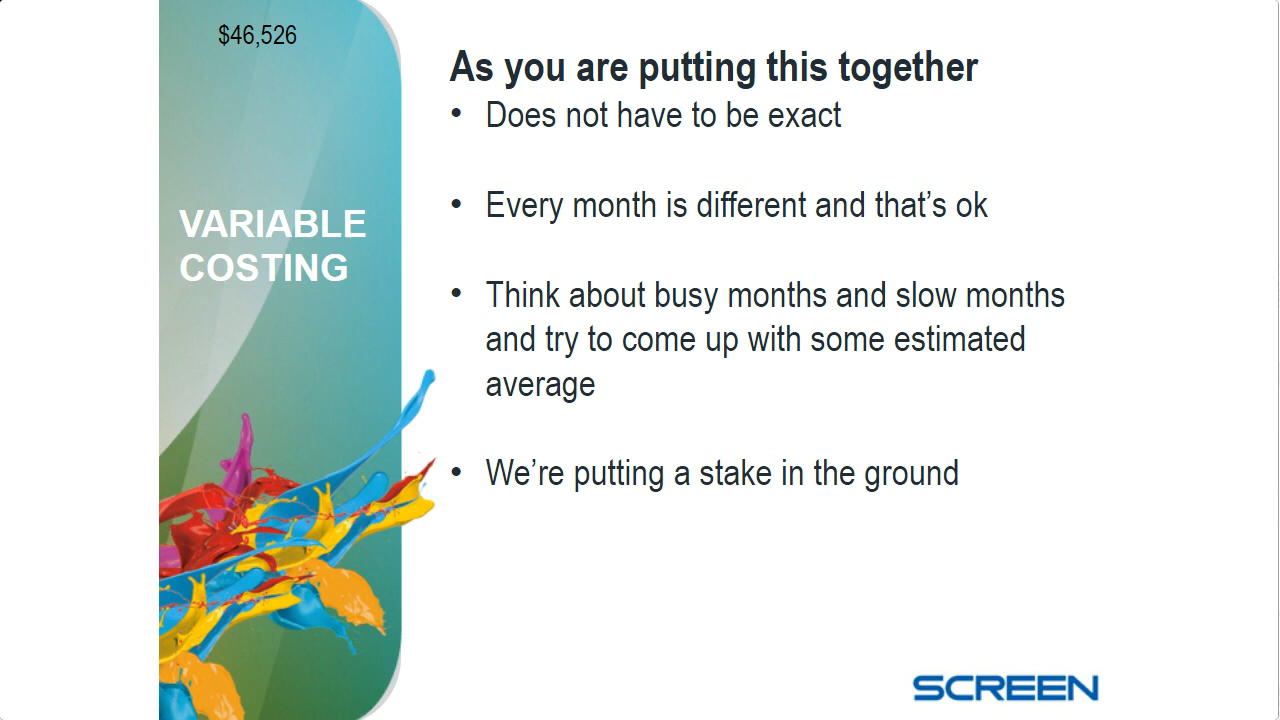 $46,526
VARIABLE
COSTING
As you are putting this together
• Does not have to be exact
• Every month is different and that’s ok
• Think about busy months and slow months
and try to come up with some estimated
average
• We’re putting a stake in the ground
SCREEN